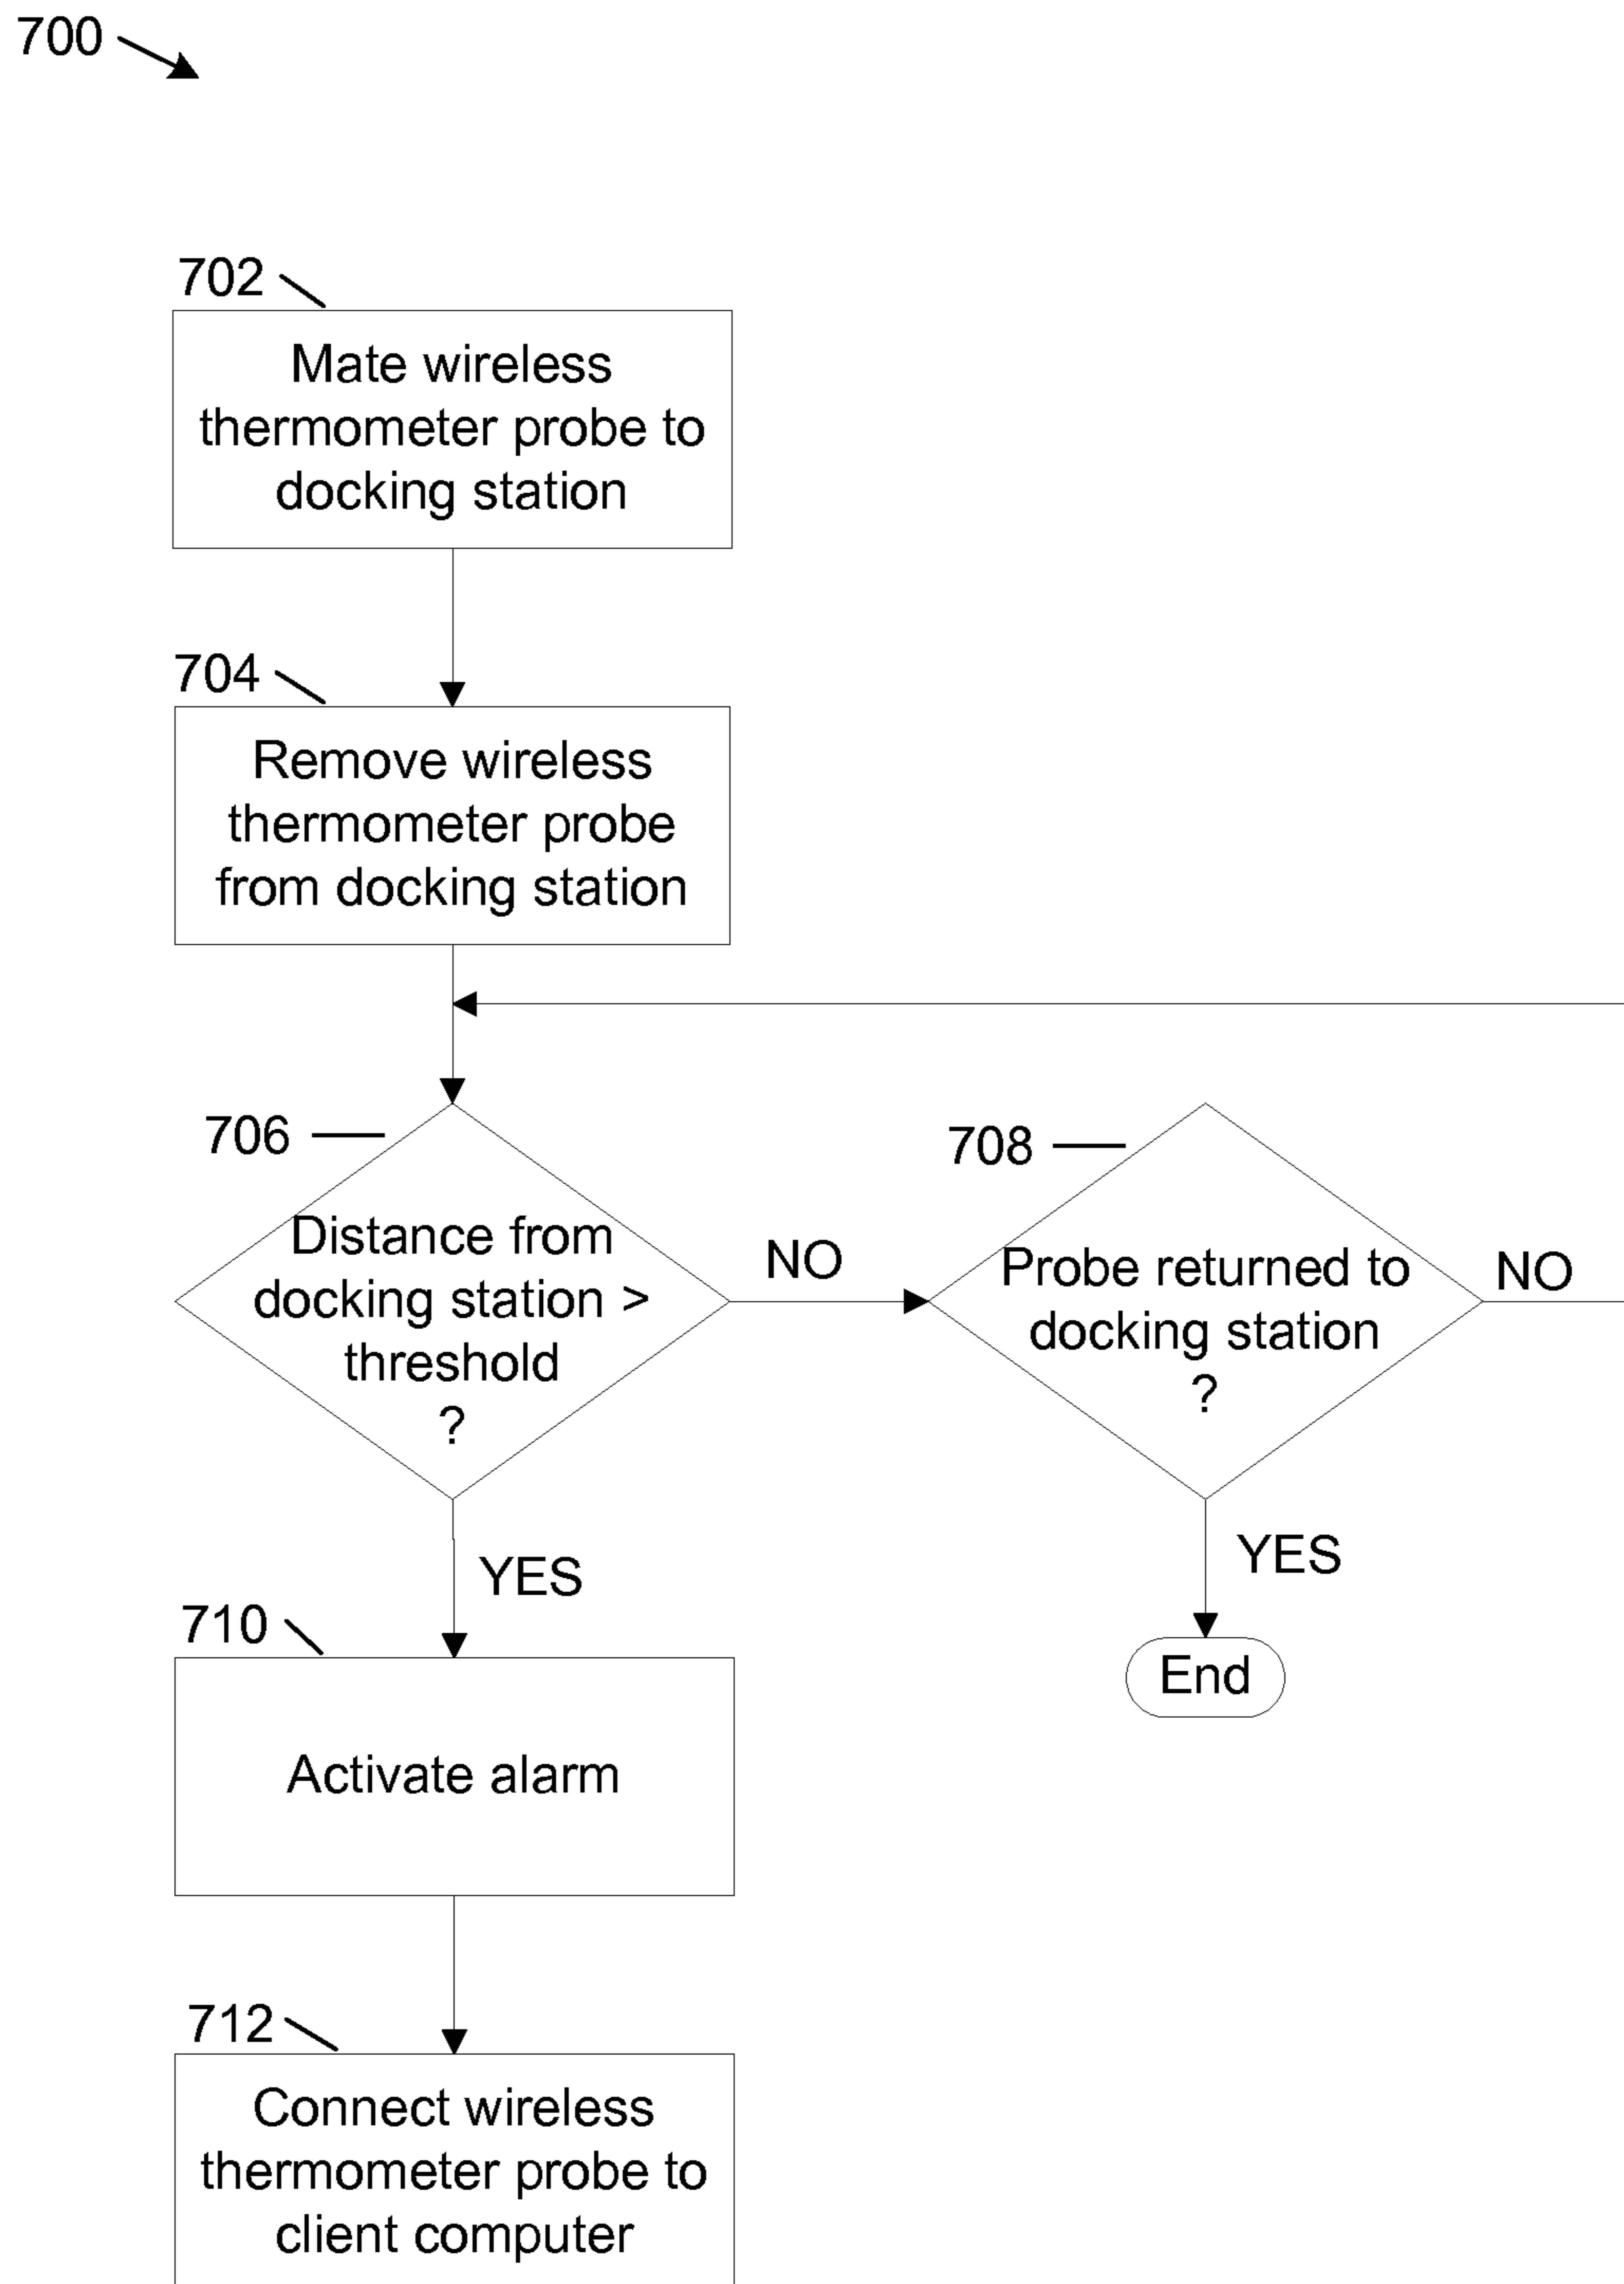 700
702
Mate wireless
thermometer probe to
docking station
704
Remove wireless
thermometer probe
from docking station
706
Distance from
docking station >
threshold
?
NO
708
Probe returned to
docking station
?
NO
YES
YES
End
710
Activate alarm
712
Connect wireless
thermometer probe to
client computer